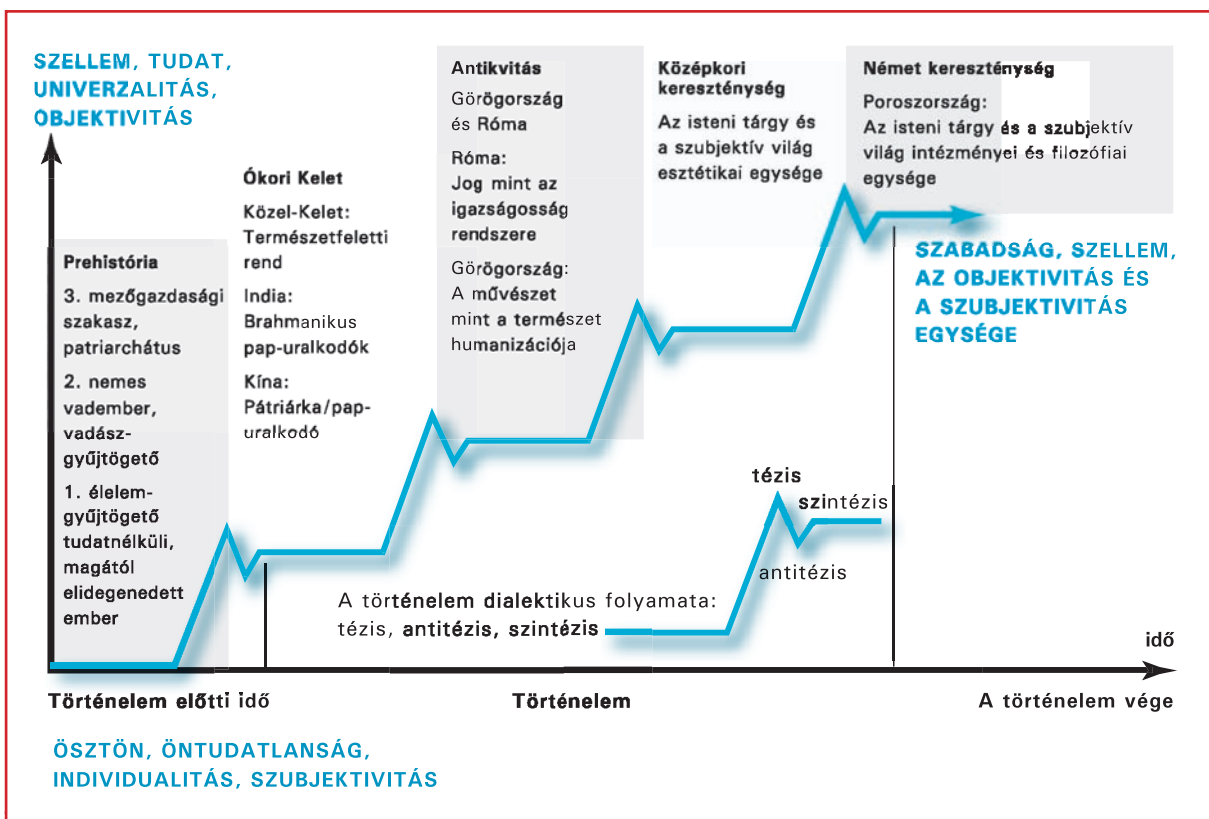 SZELLEM, TUDAT,
UNIVERZALITÁS,
OBJEKTIVITÁS
Prehistória
3. mezőgazdasági
szakasz,
patriarchátus
2. nemes
vadember,
vadász-
gyűjtögető
1. élelem-
gyűjtögető
tudatnélküli,
magától
elidegenedett
ember
Ókori Kelet
Közel-Kelet:
Természetfeletti
rend
India:
Brahmanikus
pap-uralkodók
Kína:
Pátriárka/pap-
uralkodó
Antikvitás
Görögország
és Róma
Róma:
Jog mint az
igazságosság
rendszere
Görögország:
A művészet
mint a természet
humanizációja
Középkori
kereszténység
Az isteni tárgy és
a szubjektív világ
esztétikai egysége
Német kereszténység
Poroszország:
Az isteni tárgy és a szubjektív
világ intézményei és filozófiai
egysége
SZABADSÁG, SZELLEM,
AZ OBJEKTIVITÁS ÉS
A SZUBJEKTIVITÁS
EGYSÉGE
tézis
szintézis
antitézis
A történelem dialektikus folyamata:
tézis, antitézis, szintézis
idő
Történelem előtti idő
Történelem
A történelem vége
ÖSZTÖN, ÖNTUDATLANSÁG,
INDIVIDUALITÁS, SZUBJEKTIVITÁS